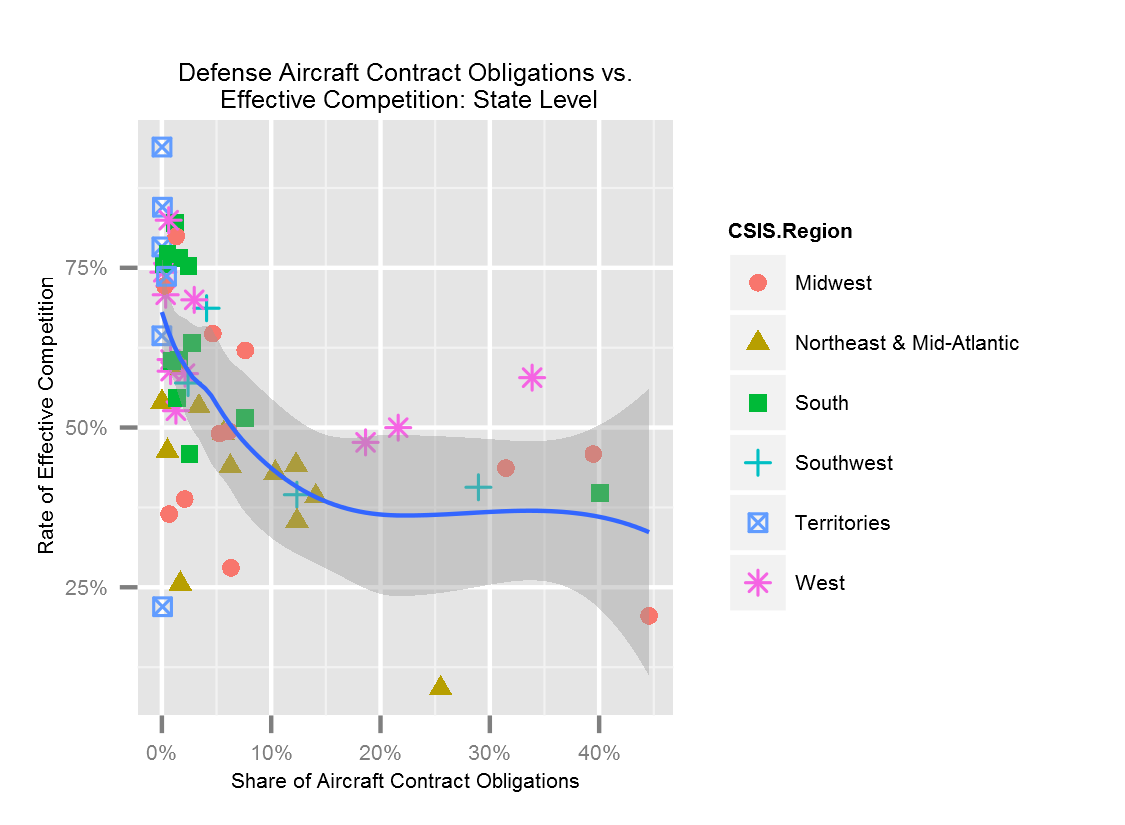 Defense Aircraft Contract Obligations vs.
Effective Competition: State Level
Rate of Effective Competition
75%
50%
25%
0%
10%
20%
30%
40%
Share of Aircraft Contract Obligations
CSIS.Region
Midwest
Northeast & Mid-Atlantic
South
Southwest
Territories
West